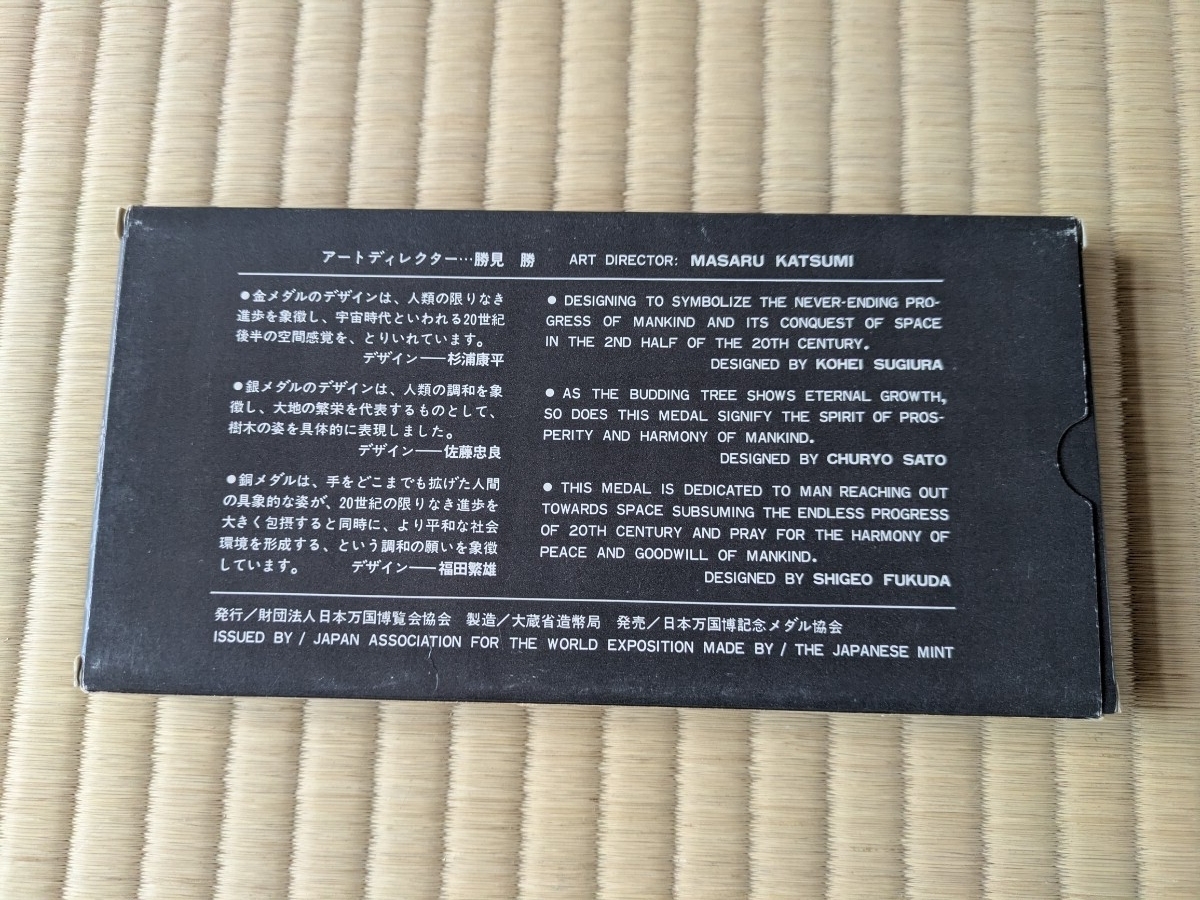 アートディレクター…勝見　勝　ART DIRECTOR: MASARU KATSUMI
●金メダルのデザインは、人類の限りなき
進歩を象徴し、宇宙時代といわれる20世紀
後半の空間感覚を、とりいれています。
デザイン──杉浦康平
●銀メダルのデザインは、人類の調和を象
徴し、大地の繁栄を代表するものとして、
樹木の姿を具体的に表現しました。
デザイン──佐藤忠良
●銅メダルは、手をどこまでも拡げた人間
の具象的な姿が、20世紀の限りなき進歩を
大きく包摂すると同時に、より平和な社会
環境を形成する、という調和の願いを象徴
しています。　デザイン──福田繁雄
● DESIGNING TO SYMBOLIZE THE NEVER-ENDING PRO-
GRESS OF MANKIND AND ITS CONQUEST OF SPACE
IN THE 2ND HALF OF THE 20TH CENTURY.
DESIGNED BY KOHEI SUGIURA
● AS THE BUDDING TREE SHOWS ETERNAL GROWTH,
SO DOES THIS MEDAL SIGNIFY THE SPIRIT OF PROS-
PERITY AND HARMONY OF MANKIND.
DESIGNED BY CHURYO SATO
● THIS MEDAL IS DEDICATED TO MAN REACHING OUT
TOWARDS SPACE SUBSUMING THE ENDLESS PROGRESS
OF 20TH CENTURY AND PRAY FOR THE HARMONY OF
PEACE AND GOODWILL OF MANKIND.
DESIGNED BY SHIGEO FUKUDA
発行／財団法人日本万国博覧会協会　製造／大蔵省造幣局　発売／日本万国博記念メダル協会
ISSUED BY / JAPAN ASSOCIATION FOR THE WORLD EXPOSITION MADE BY / THE JAPANESE MINT